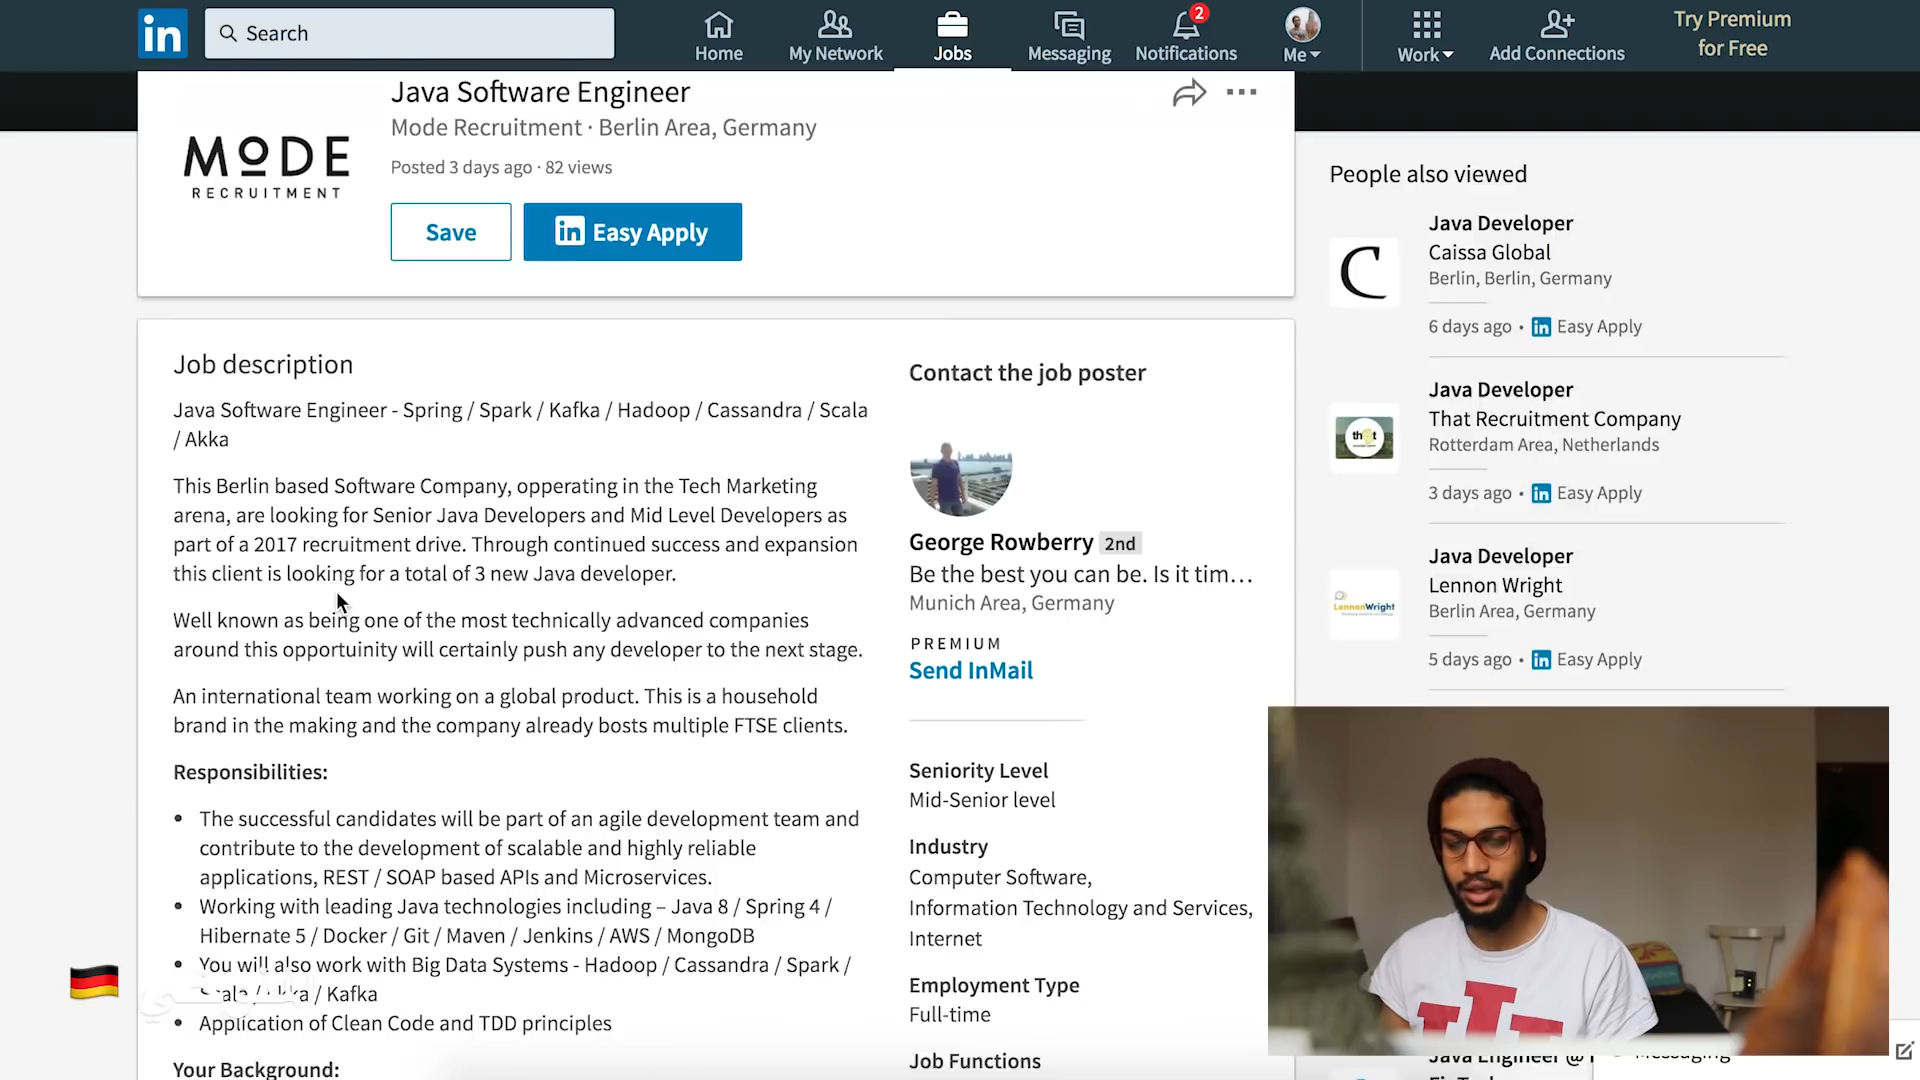 in
Search
Home
My Network
Jobs
Messaging
2
Notifications
Me
Work
Add Connections
Try Premium
for Free
MODE
RECRUITMENT
Java Software Engineer
Mode Recruitment · Berlin Area, Germany
Posted 3 days ago · 82 views
Save
in Easy Apply
Job description
Java Software Engineer - Spring / Spark / Kafka / Hadoop / Cassandra / Scala
/ Akka
This Berlin based Software Company, opperating in the Tech Marketing
arena, are looking for Senior Java Developers and Mid Level Developers as
part of a 2017 recruitment drive. Through continued success and expansion
this client is looking for a total of 3 new Java developer.
Well known as being one of the most technically advanced companies
around this opportuinity will certainly push any developer to the next stage.
An international team working on a global product. This is a household
brand in the making and the company already bosts multiple FTSE clients.
Responsibilities:
• The successful candidates will be part of an agile development team and
contribute to the development of scalable and highly reliable
applications, REST / SOAP based APIs and Microservices.
• Working with leading Java technologies including – Java 8 / Spring 4 /
Hibernate 5 / Docker / Git / Maven / Jenkins / AWS / MongoDB
• You will also work with Big Data Systems - Hadoop / Cassandra / Spark /
Scala / Akka / Kafka
• Application of Clean Code and TDD principles
Your Background:
Contact the job poster
George Rowberry 2nd
Be the best you can be. Is it tim...
Munich Area, Germany
PREMIUM
Send InMail
Seniority Level
Mid-Senior level
Industry
Computer Software,
Information Technology and Services,
Internet
Employment Type
Full-time
Job Functions
People also viewed
C
Java Developer
Caissa Global
Berlin, Berlin, Germany
6 days ago • in Easy Apply
that
Java Developer
That Recruitment Company
Rotterdam Area, Netherlands
3 days ago • in Easy Apply
LennonWright
Java Developer
Lennon Wright
Berlin Area, Germany
5 days ago • in Easy Apply
Java Engineer @
Messaging